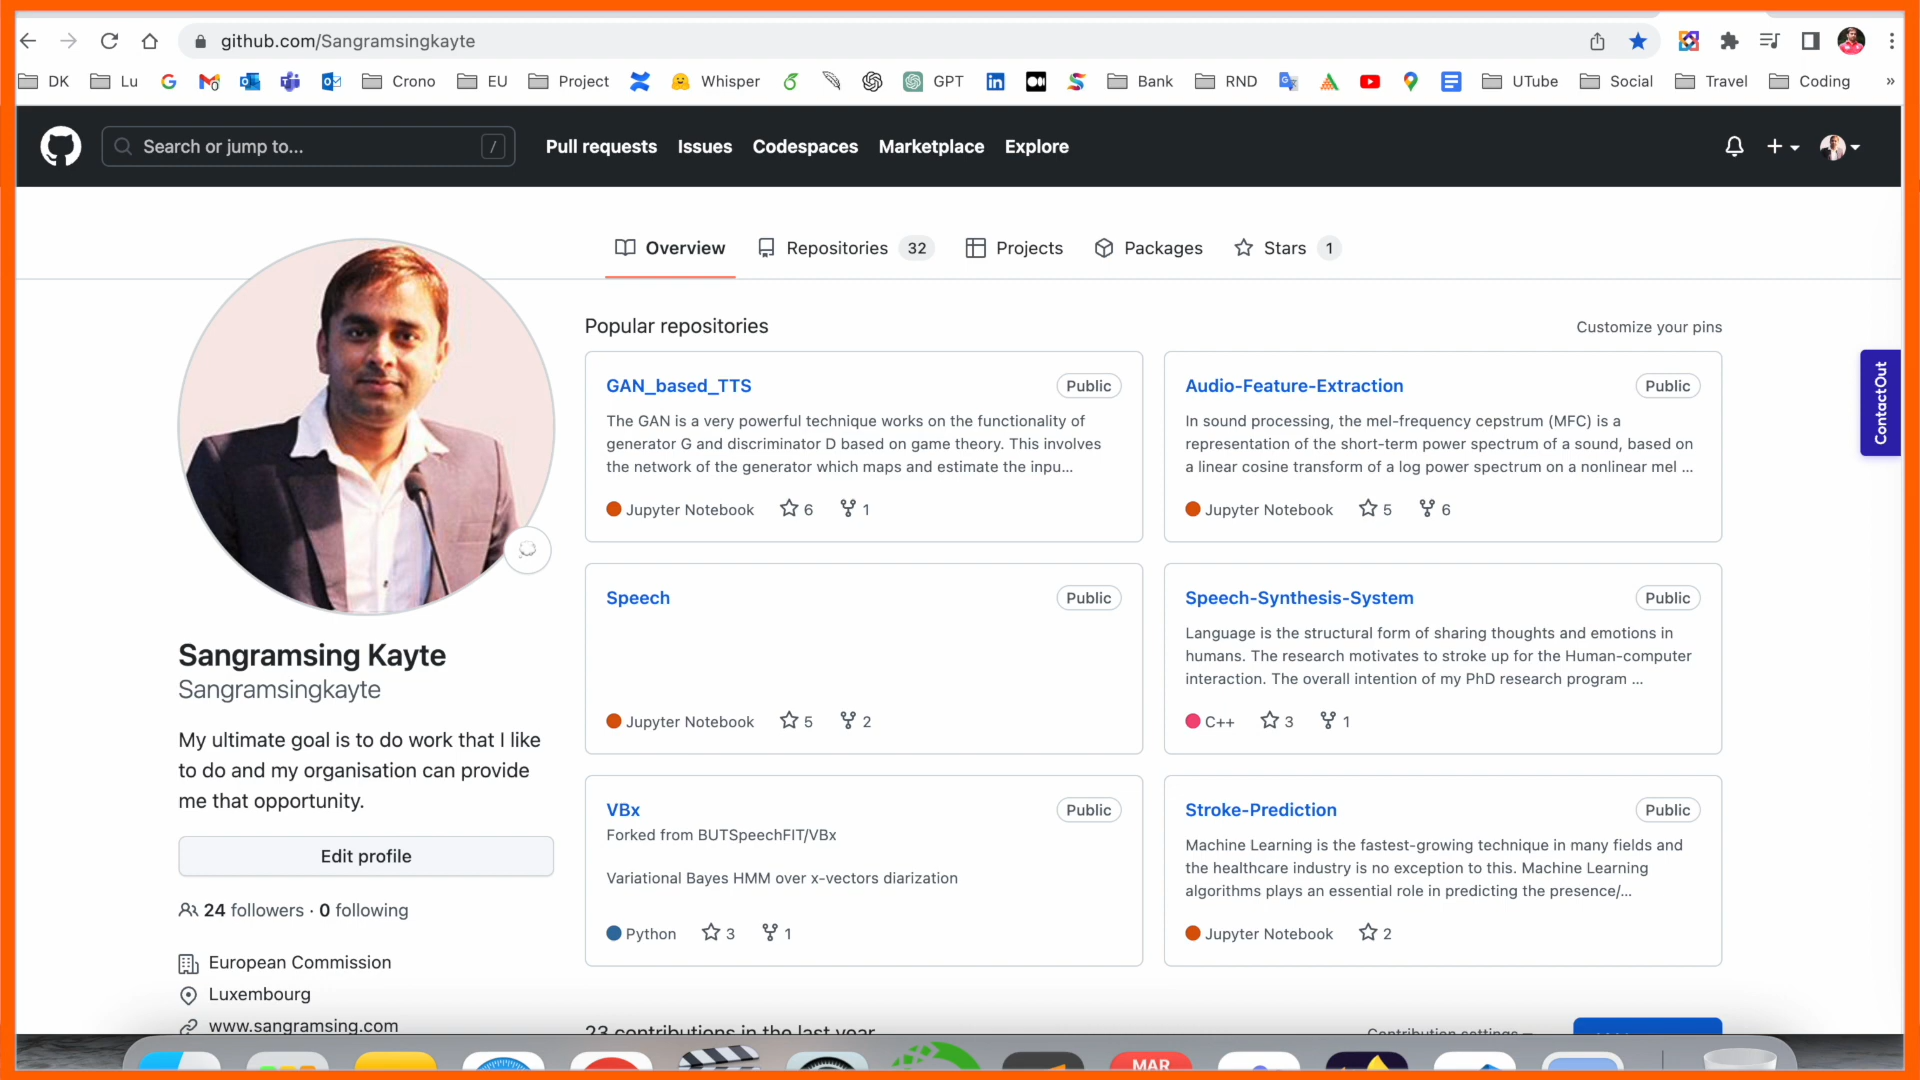 github.com/Sangramsingkayte
DK Lu Crono EU Project Whisper GPT Bank RND UTube Social Travel Coding »
Search or jump to... /
Pull requests Issues Codespaces Marketplace Explore
Overview Repositories 32 Projects Packages Stars 1
Popular repositories
Customize your pins
GAN_based_TTS Public
The GAN is a very powerful technique works on the functionality of
generator G and discriminator D based on game theory. This involves
the network of the generator which maps and estimate the inpu...
Jupyter Notebook 6 1
Audio-Feature-Extraction Public
In sound processing, the mel-frequency cepstrum (MFC) is a
representation of the short-term power spectrum of a sound, based on
a linear cosine transform of a log power spectrum on a nonlinear mel ...
Jupyter Notebook 5 6
ContactOut
Speech Public
Jupyter Notebook 5 2
Speech-Synthesis-System Public
Language is the structural form of sharing thoughts and emotions in
humans. The research motivates to stroke up for the Human-computer
interaction. The overall intention of my PhD research program ...
C++ 3 1
VBx Public
Forked from BUTSpeechFIT/VBx
Variational Bayes HMM over x-vectors diarization
Python 3 1
Stroke-Prediction Public
Machine Learning is the fastest-growing technique in many fields and
the healthcare industry is no exception to this. Machine Learning
algorithms plays an essential role in predicting the presence/...
Jupyter Notebook 2
Sangramsing Kayte
Sangramsingkayte
My ultimate goal is to do work that I like
to do and my organisation can provide
me that opportunity.
Edit profile
24 followers · 0 following
European Commission
Luxembourg
www.sangramsing.com
23 contributions in the last year
Contribution settings
MAR